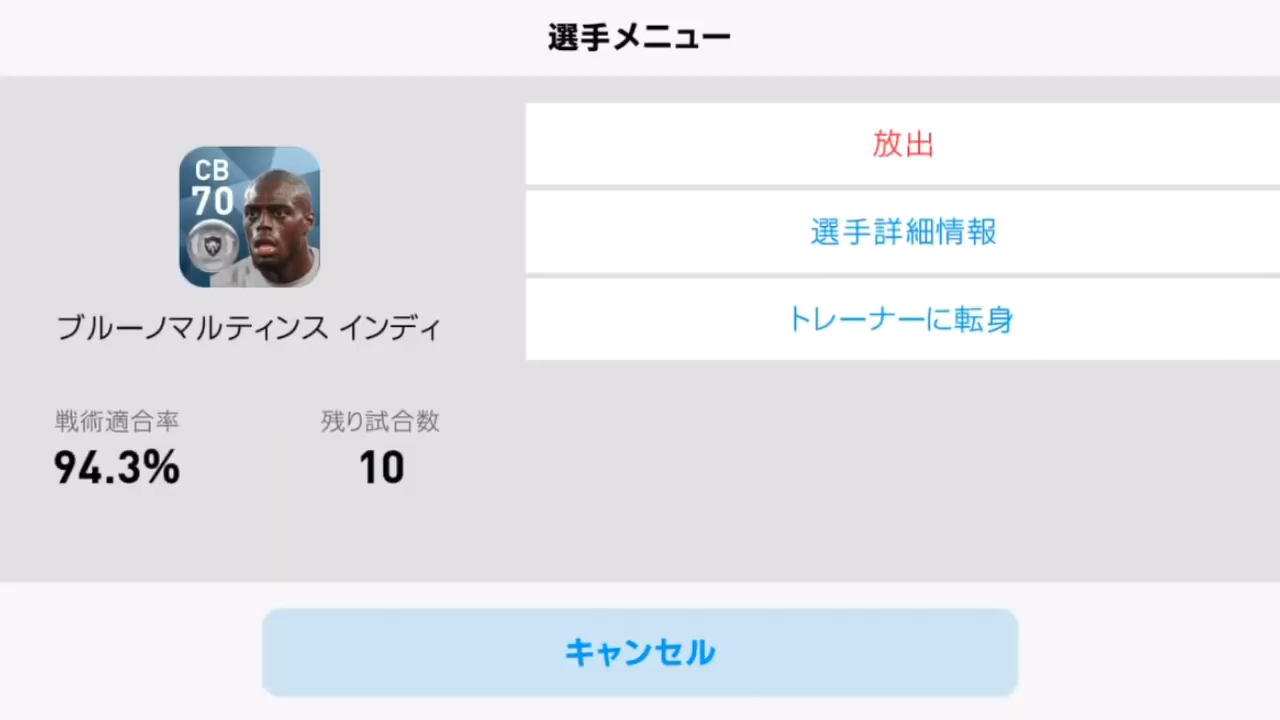 選手メニュー
CB
70
ブルーノマルティンス インディ
戦術適合率
残り試合数
94.3%
10
放出
選手詳細情報
トレーナーに転身
キャンセル